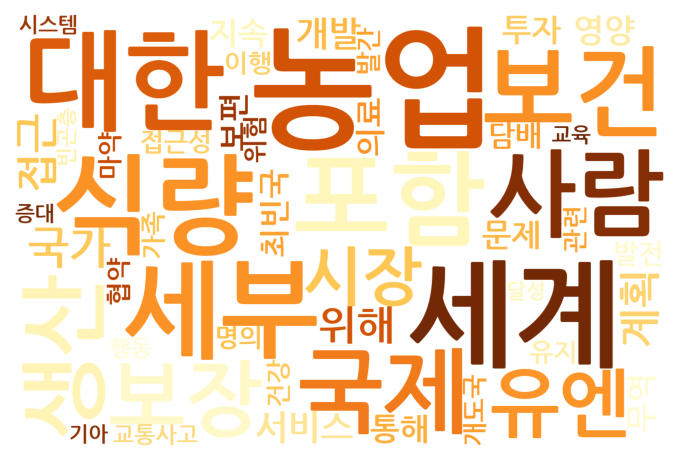 시스템
지속
개발
투자
영양
이행
발간
대한
농업
보건
접근
빈곤층
마약
접근성
보편
위험
의료
담배
교육
식량
포함
사람
증대
국가
가족
최빈국
문제
관련
발전
협약
세부
시장
세계
달성
계획
생산
행동
명의
위해
유지
보장
건강
국제
개도국
유엔
무역
기아
교통사고
서비스
통해